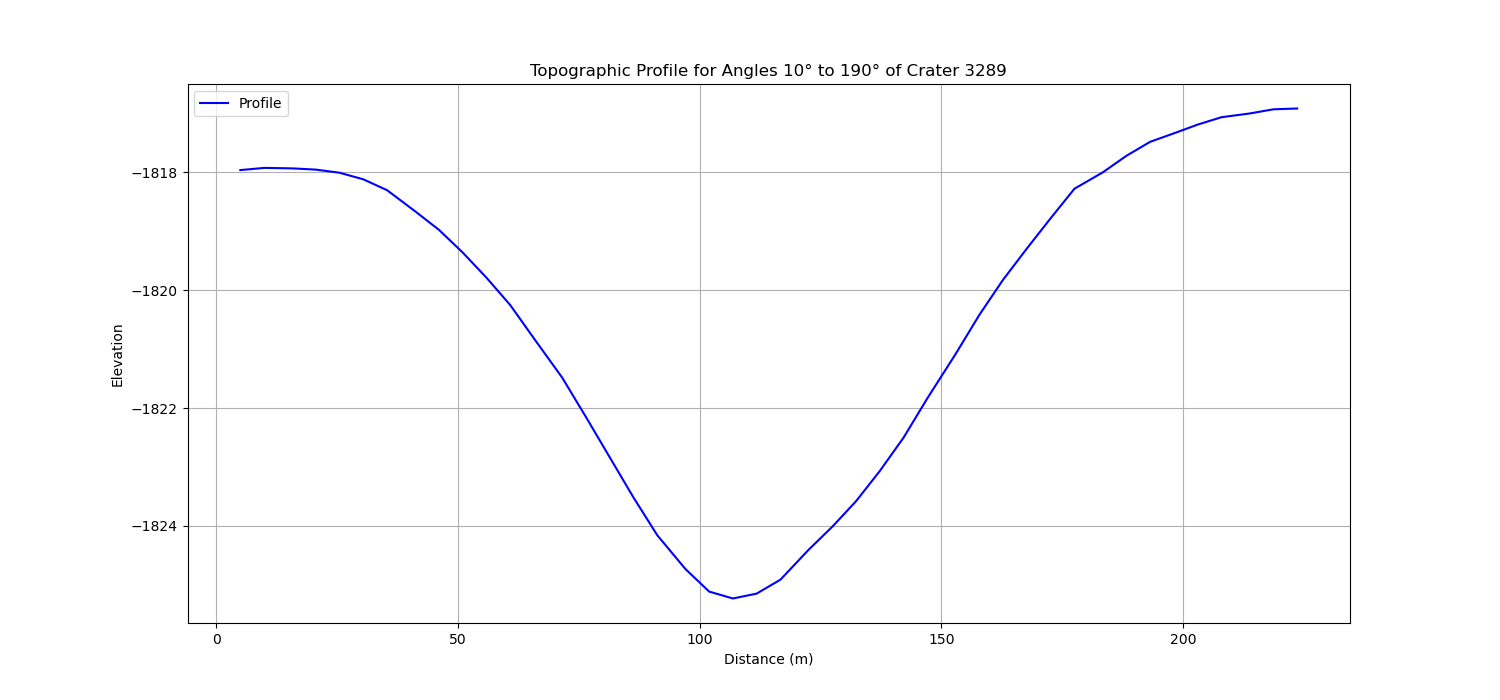 Topographic Profile for Angles 10° to 190° of Crater 3289
Profile
−1818
−1820
−1822
−1824
Elevation
0 50 100 150 200
Distance (m)